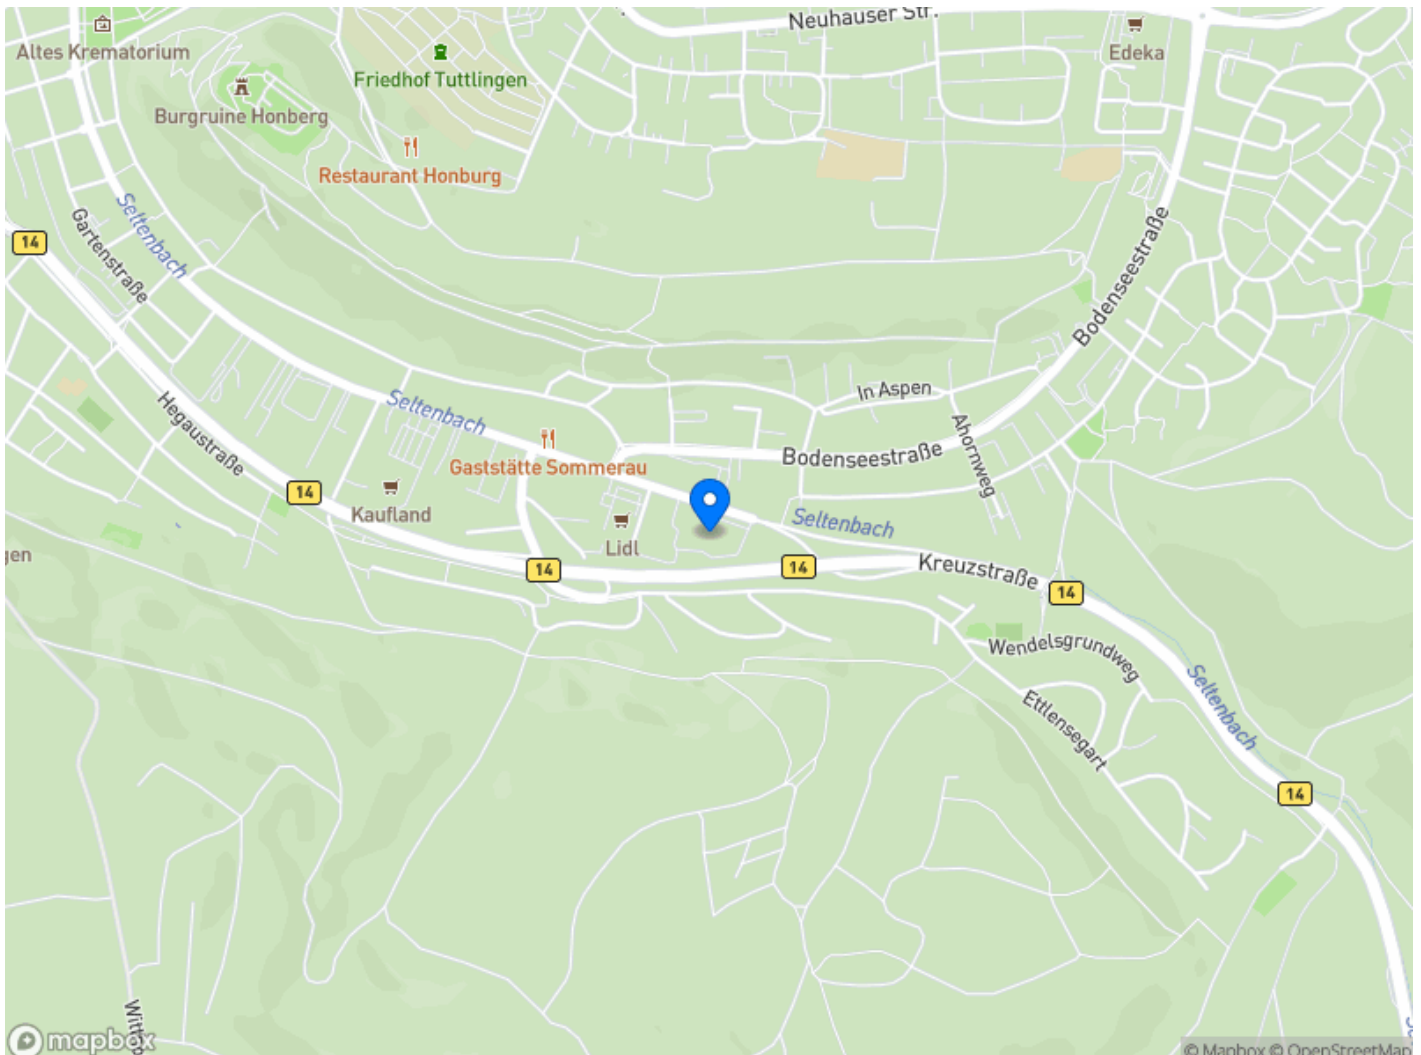 Neuhauser Str.
Edeka
Altes Krematorium
Friedhof Tuttlingen
Burgruine Honberg
Restaurant Honburg
Seltenbach
Gartenstraße
14
Bodenseestraße
In Aspen
Seltenbach
Hegaustraße
Ahornweg
Gaststätte Sommerau
Bodenseestraße
14
Kaufland
Seltenbach
Lidl
gen
14
14
Kreuzstraße
14
Wendelsgrundweg
Seltenbach
Ettlensegart
14
mapbox
© Mapbox © OpenStreetMap